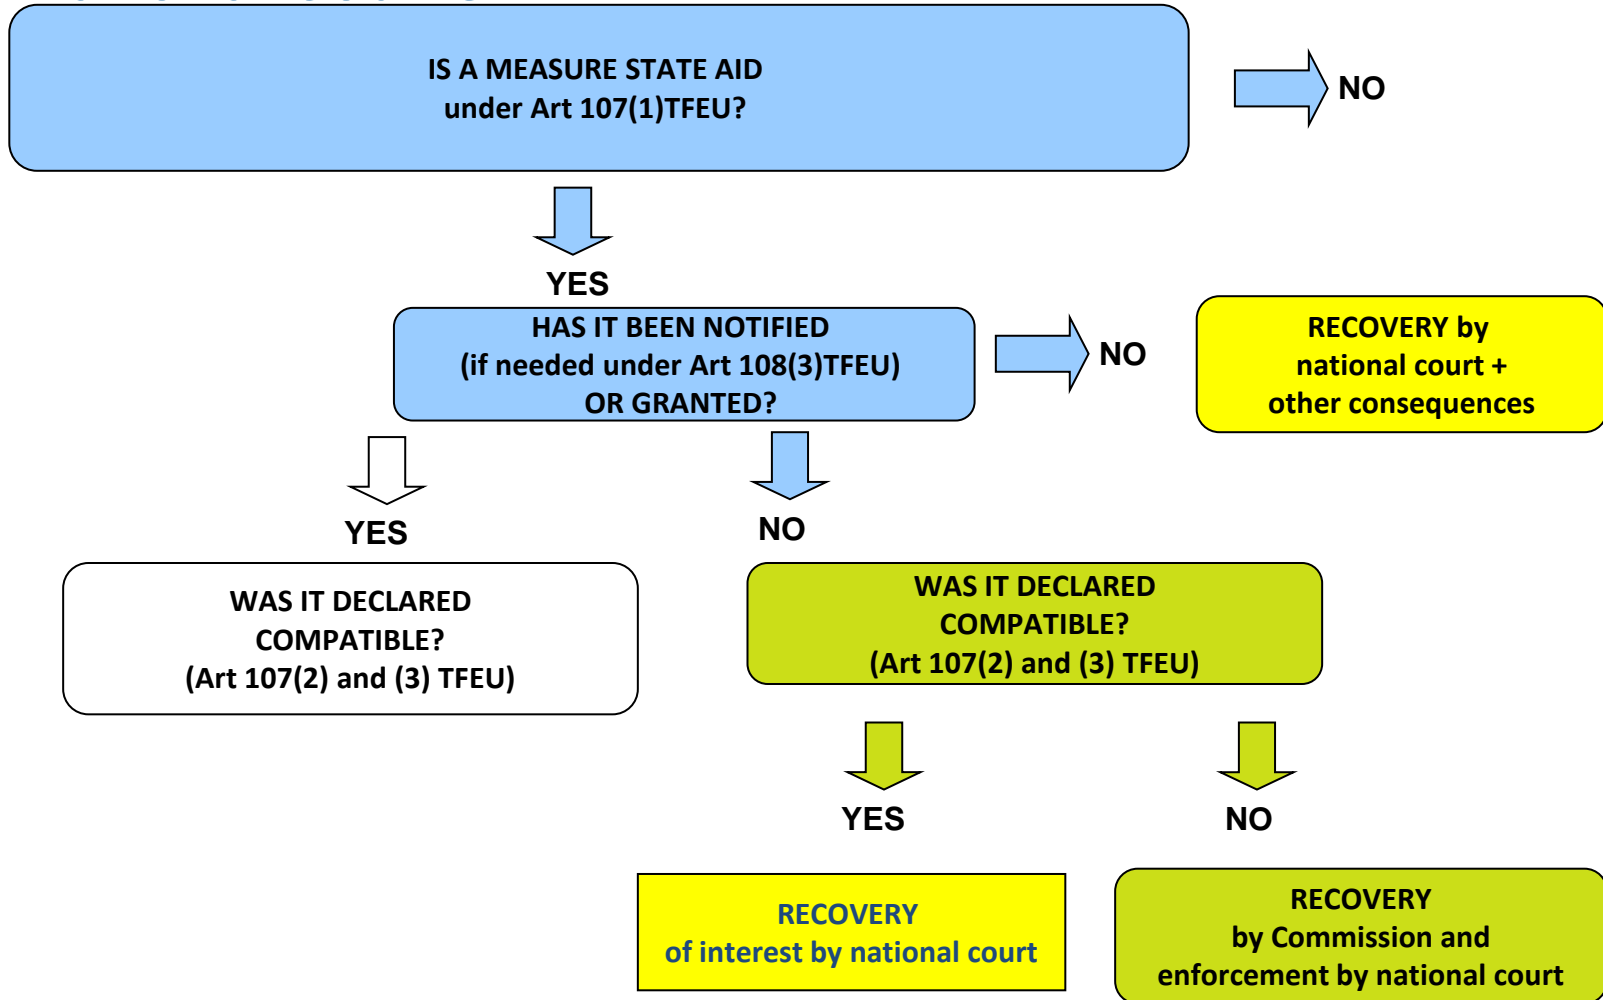 IS A MEASURE STATE AID
under Art 107(1)TFEU?
NO
YES
HAS IT BEEN NOTIFIED
(if needed under Art 108(3)TFEU)
OR GRANTED?
NO
RECOVERY by
national court +
other consequences
YES
NO
WAS IT DECLARED
COMPATIBLE?
(Art 107(2) and (3) TFEU)
WAS IT DECLARED
COMPATIBLE?
(Art 107(2) and (3) TFEU)
YES
NO
RECOVERY
of interest by national court
RECOVERY
by Commission and
enforcement by national court